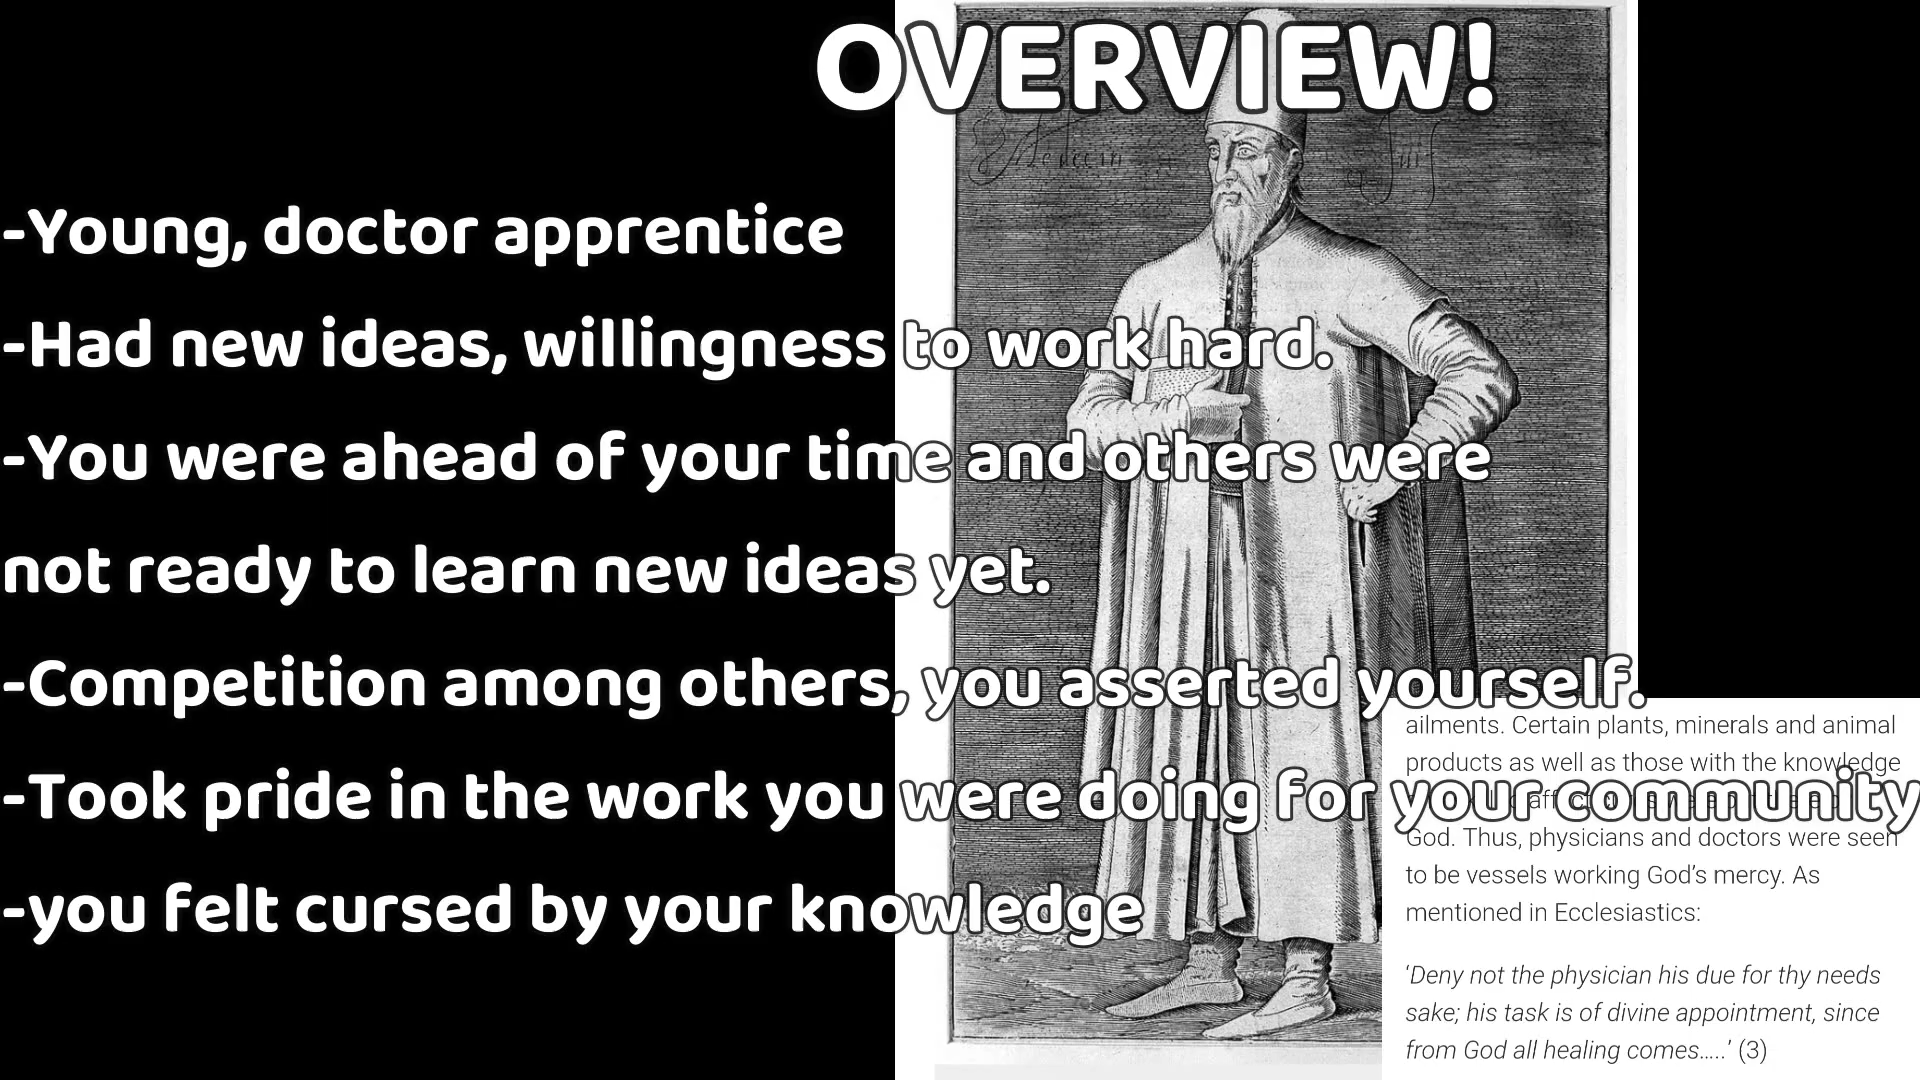 OVERVIEW!
-Young, doctor apprentice
-Had new ideas, willingness to work hard.
-You were ahead of your time and others were
not ready to learn new ideas yet.
-Competition among others, you asserted yourself.
-Took pride in the work you were doing for your community
-you felt cursed by your knowledge
Medecin Juif
ailments. Certain plants, minerals and animal
products as well as those with the knowledge
God. Thus, physicians and doctors were seen
to be vessels working God's mercy. As
mentioned in Ecclesiastics:
‘Deny not the physician his due for thy needs
sake; his task is of divine appointment, since
from God all healing comes…..’ (3)